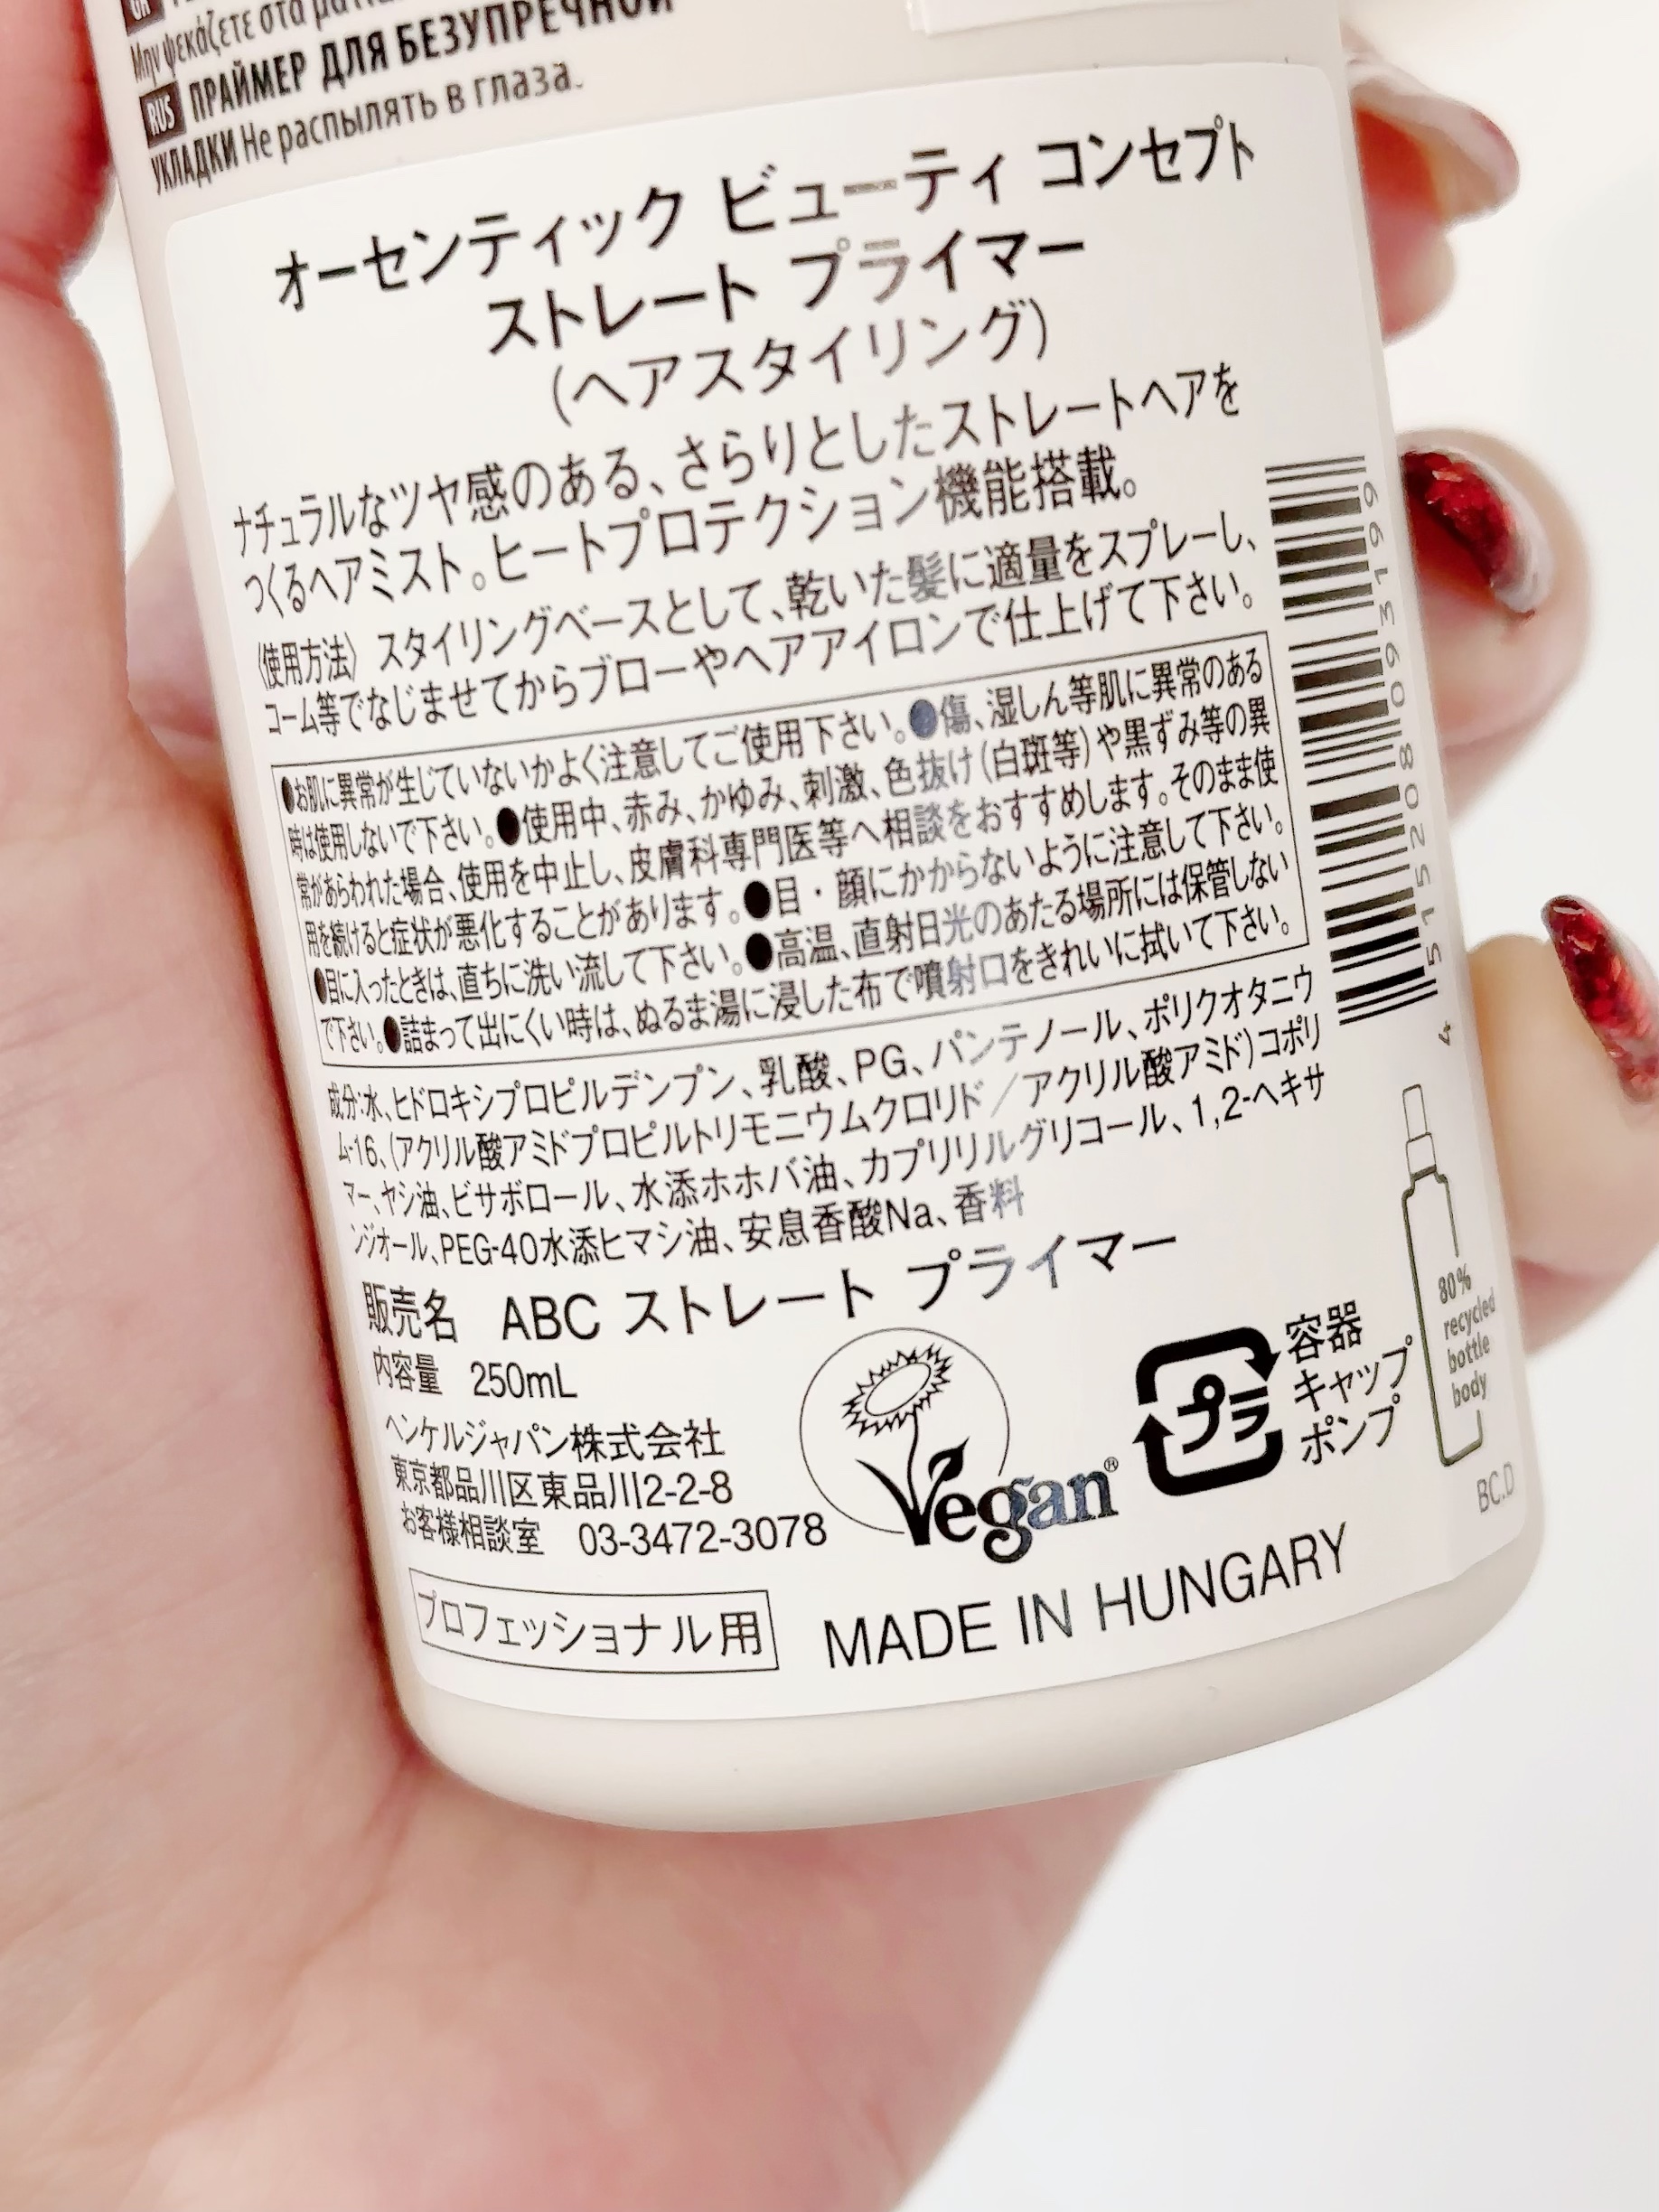 Μην ψεκάζετε στα μάτια
RUS ПРАЙМЕР ДЛЯ БЕЗУПРЕЧНОЙ
УКЛАДКИ Не распылять в глаза.
オーセンティック ビューティ コンセプト
ストレート プライマー
(ヘアスタイリング)
ナチュラルなツヤ感のある、さらりとしたストレートヘアを
つくるヘアミスト。ヒートプロテクション機能搭載。
〈使用方法〉 スタイリングベースとして、乾いた髪に適量をスプレーし、
コーム等でなじませてからブローやヘアアイロンで仕上げて下さい。
●お肌に異常が生じていないかよく注意してご使用下さい。●傷、湿しん等肌に異常のある
時は使用しないで下さい。●使用中、赤み、かゆみ、刺激、色抜け(白斑等)や黒ずみ等の異
常があらわれた場合、使用を中止し、皮膚科専門医等へ相談をおすすめします。そのまま使
用を続けると症状が悪化することがあります。●目・顔にかからないように注意して下さい。
●目に入ったときは、直ちに洗い流して下さい。●高温、直射日光のあたる場所には保管しない
で下さい。●詰まって出にくい時は、ぬるま湯に浸した布で噴射口をきれいに拭いて下さい。
成分:水、ヒドロキシプロピルデンプン、乳酸、PG、パンテノール、ポリクオタニウ
ム-16、(アクリル酸アミドプロピルトリモニウムクロリド/アクリル酸アミド)コポリ
マー、ヤシ油、ビサボロール、水添ホホバ油、カプリリルグリコール、1,2-ヘキサ
ンジオール、PEG-40水添ヒマシ油、安息香酸Na、香料
販売名 ABC ストレート プライマー
内容量 250mL
ヘンケルジャパン株式会社
東京都品川区東品川2-2-8
お客様相談室 03-3472-3078
プロフェッショナル用
Vegan®
プラ
容器
キャップ
ポンプ
MADE IN HUNGARY
4 515208 093199
80%
recycled
bottle
body
BC.D